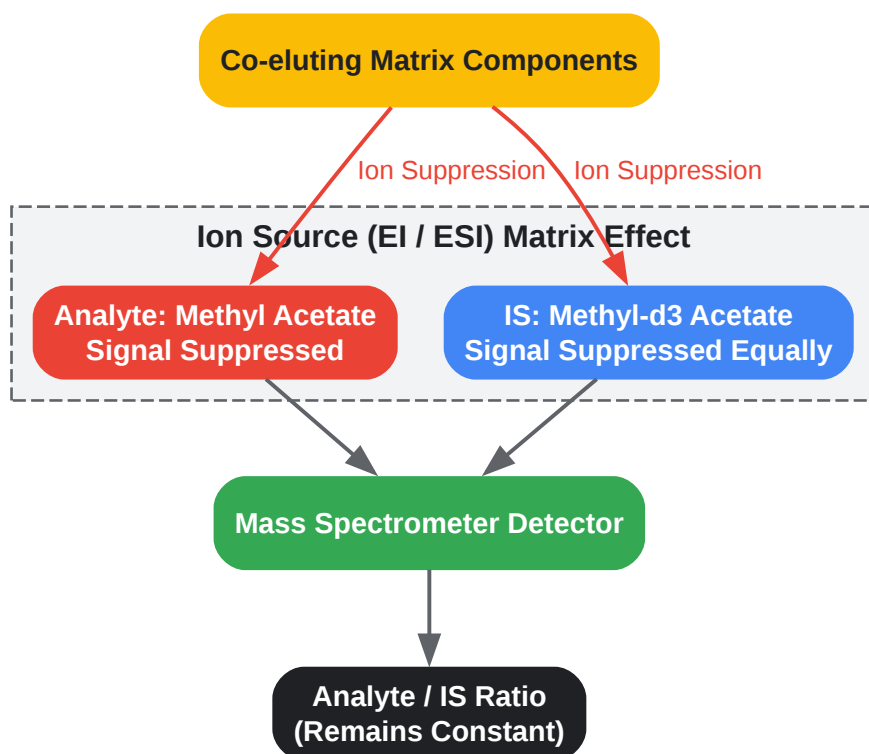 Co-eluting Matrix Components
Ion Suppression
Ion Suppression
Ion Source (EI / ESI) Matrix Effect
Analyte: Methyl Acetate
Signal Suppressed
IS: Methyl-d3 Acetate
Signal Suppressed Equally
Mass Spectrometer Detector
Analyte / IS Ratio
(Remains Constant)